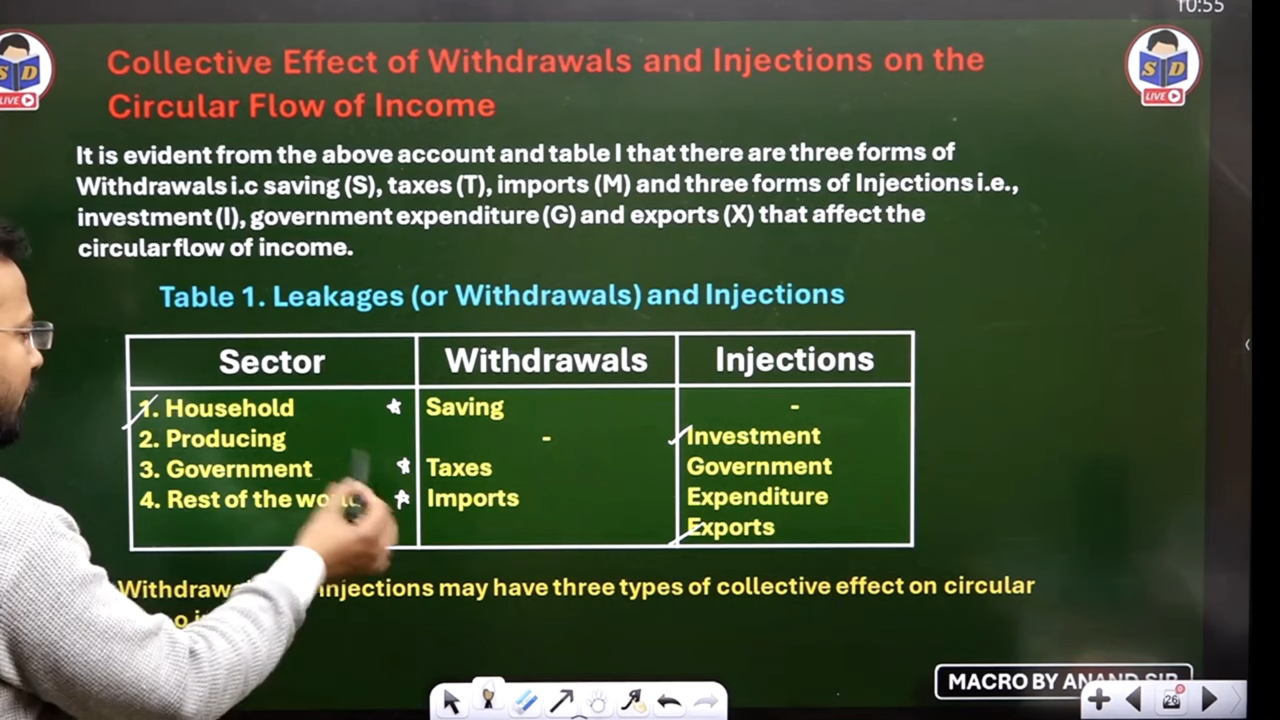 10:55
Collective Effect of Withdrawals and Injections on the
Circular Flow of Income
S D
LIVE
S D
LIVE
It is evident from the above account and table I that there are three forms of
Withdrawals i.c saving (S), taxes (T), imports (M) and three forms of Injections i.e.,
investment (I), government expenditure (G) and exports (X) that affect the
circular flow of income.
Table 1. Leakages (or Withdrawals) and Injections
Sector Withdrawals Injections
1. Household Saving -
2. Producing - Investment
3. Government Taxes Government
4. Rest of the Imports Expenditure
Exports
Injections may have three types of collective effect on circular
MACRO BY ANAND SIR
26